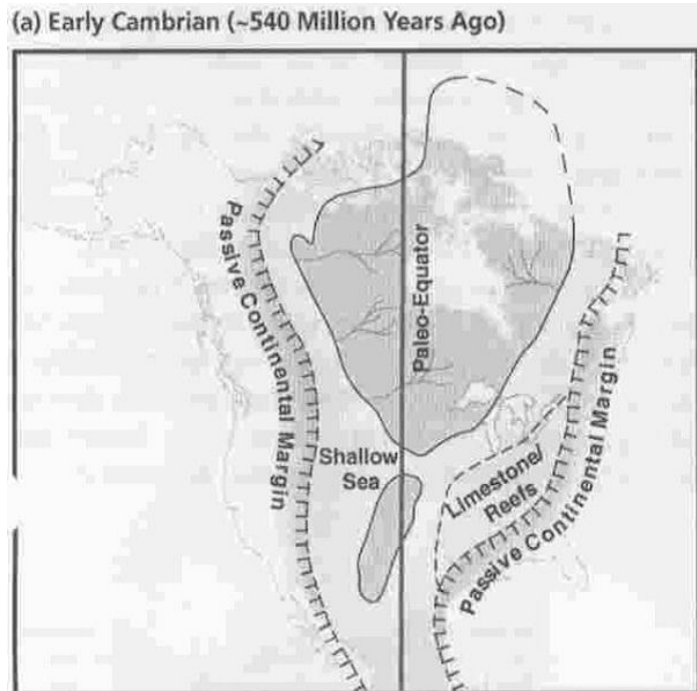 (a) Early Cambrian (~540 Million Years Ago)
Passive Continental Margin
Paleo-Equator
Shallow
Sea
Limestone/
Reefs
Passive Continental Margin